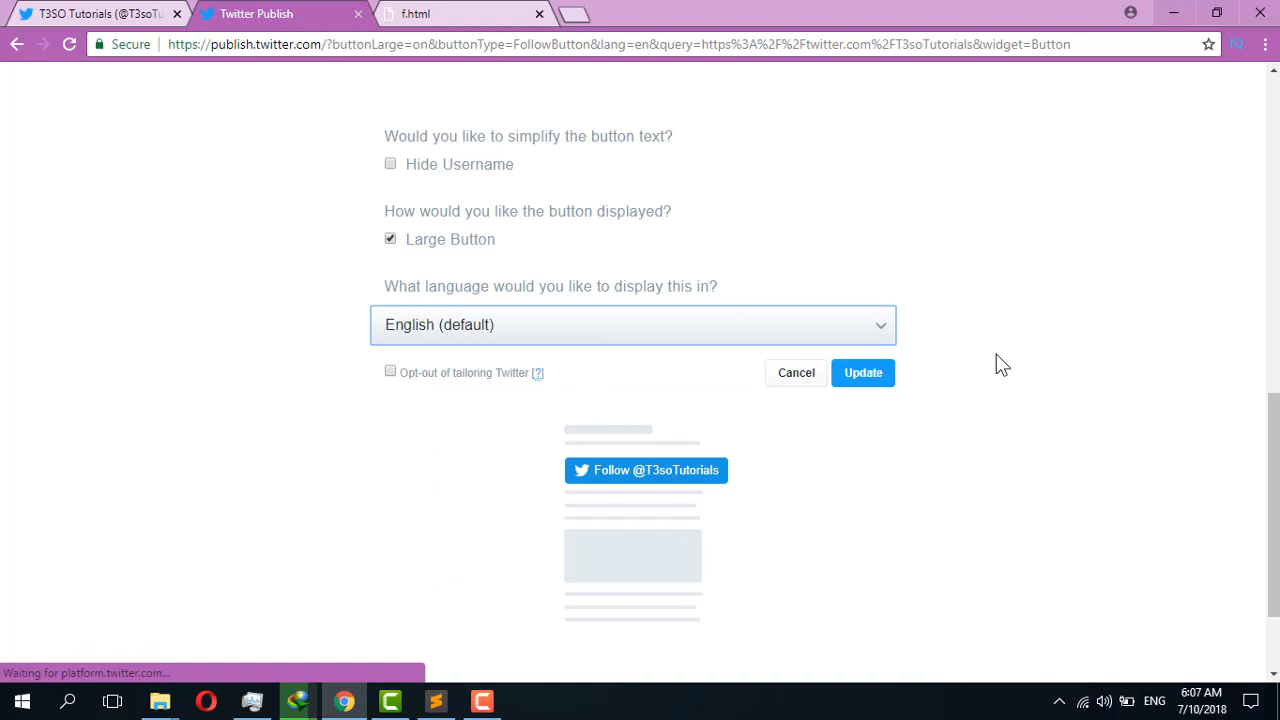 T3SO Tutorials (@T3soTu
Twitter Publish
f.html
Secure
https://publish.twitter.com/?buttonLarge=on&buttonType=FollowButton&lang=en&query=https%3A%2F%2Ftwitter.com%2FT3soTutorials&widget=Button
IQ
Would you like to simplify the button text?
Hide Username
How would you like the button displayed?
Large Button
What language would you like to display this in?
English (default)
Opt-out of tailoring Twitter [?]
Cancel
Update
Follow @T3soTutorials
Waiting for platform.twitter.com...
ENG
6:07 AM
7/10/2018